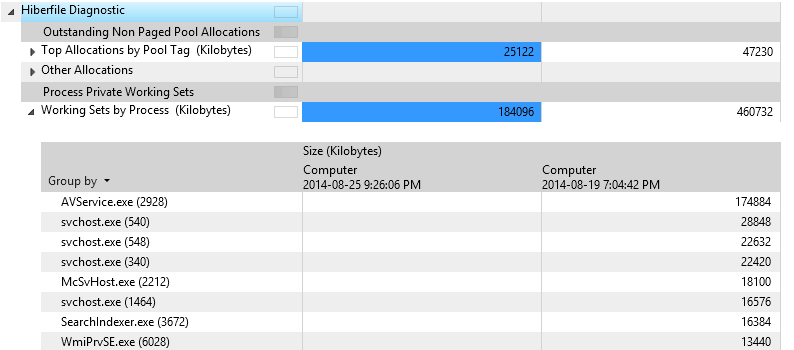 Hiberfile Diagnostic
Outstanding Non Paged Pool Allocations
Top Allocations by Pool Tag (Kilobytes) 25122 47230
Other Allocations
Process Private Working Sets
Working Sets by Process (Kilobytes) 184096 460732
Size (Kilobytes)
Computer Computer
Group by 2014-08-25 9:26:06 PM 2014-08-19 7:04:42 PM
AVService.exe (2928) 174884
svchost.exe (540) 28848
svchost.exe (548) 22632
svchost.exe (340) 22420
McSvHost.exe (2212) 18100
svchost.exe (1464) 16576
SearchIndexer.exe (3672) 16384
WmiPrvSE.exe (6028) 13440